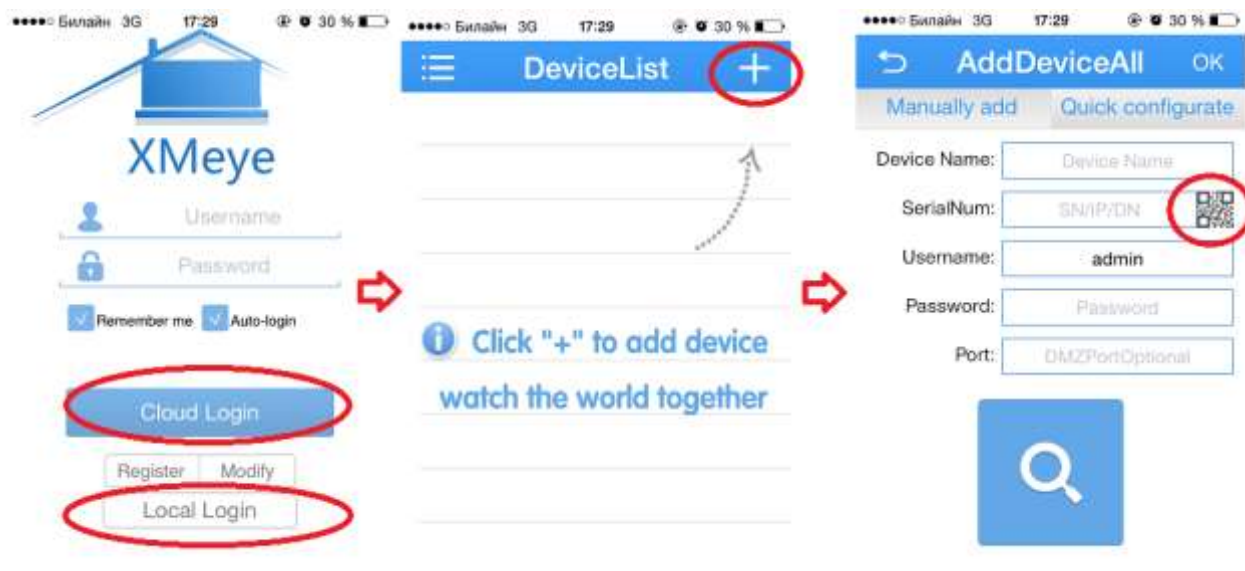 Билайн 3G 17:29 30 %
XMeye
Username
Password
Remember me Auto-login
Cloud Login
Register Modify
Local Login
Билайн 3G 17:29 30 %
DeviceList +
Click "+" to add device
watch the world together
Билайн 3G 17:29 30 %
AddDeviceAll OK
Manually add Quick configurate
Device Name: Device Name
SerialNum: SN/IP/DN
Username: admin
Password: Password
Port: DMZPortOptional